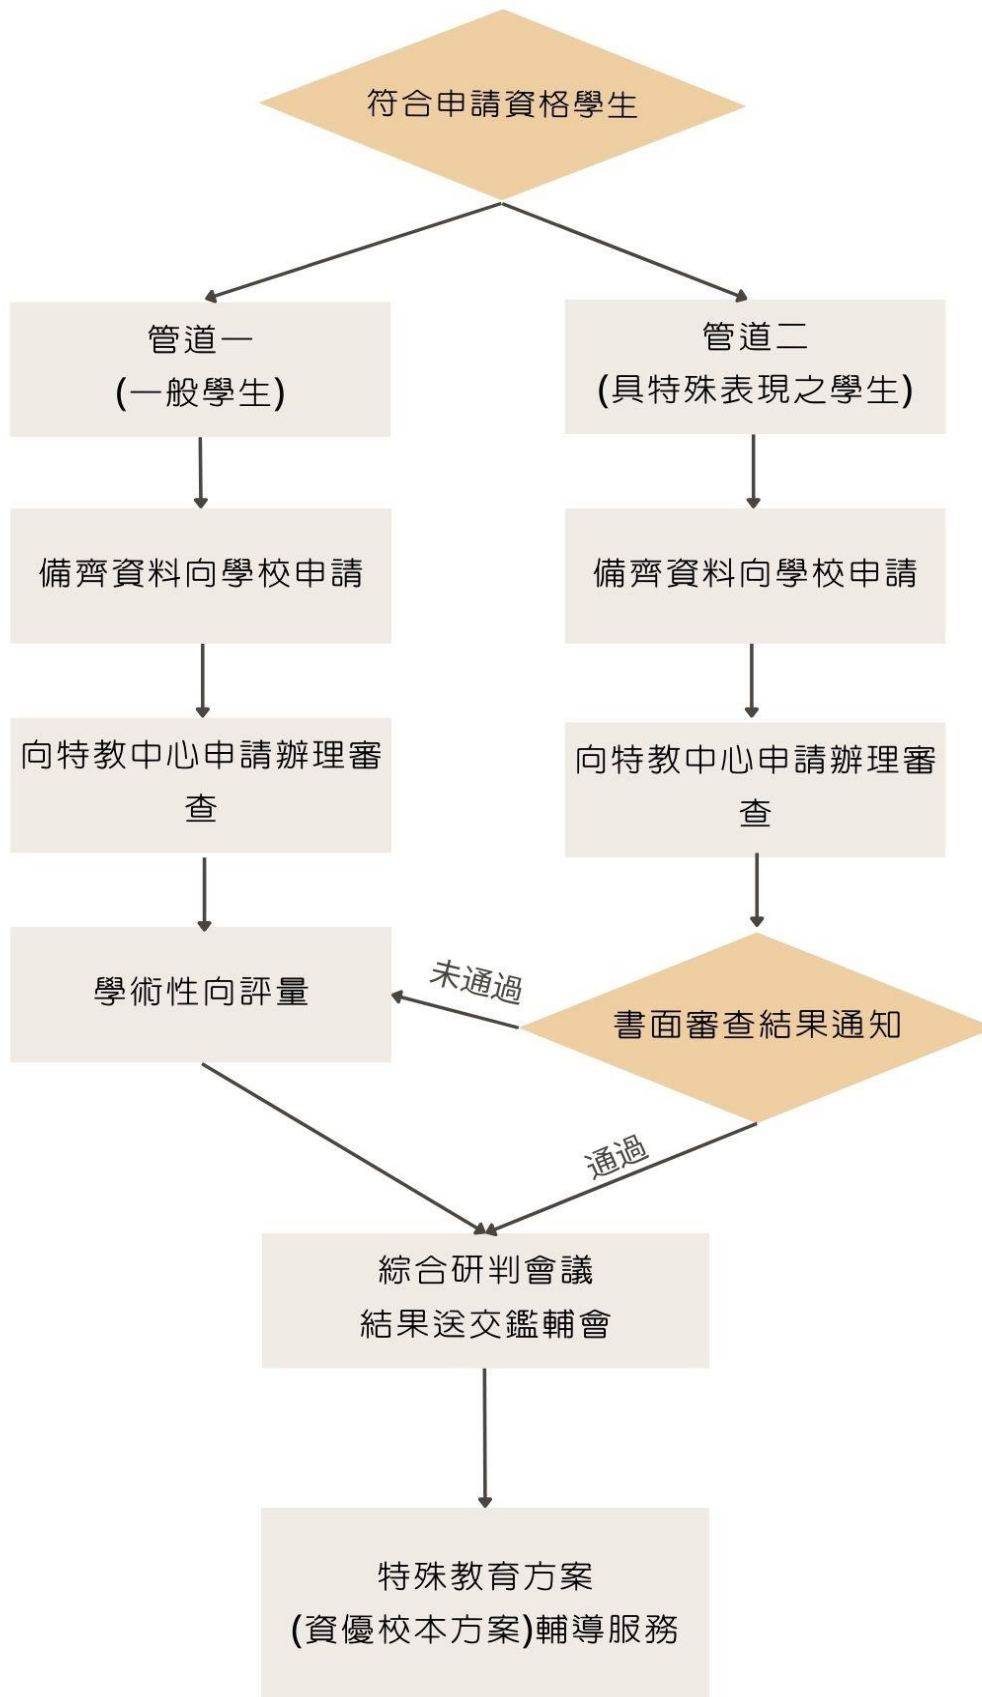 符合申請資格學生
管道一
(一般學生)
管道二
(具特殊表現之學生)
備齊資料向學校申請
備齊資料向學校申請
向特教中心申請辦理審
查
向特教中心申請辦理審
查
學術性向評量
未通過
書面審查結果通知
通過
綜合研判會議
結果送交鑑輔會
特殊教育方案
(資優校本方案)輔導服務